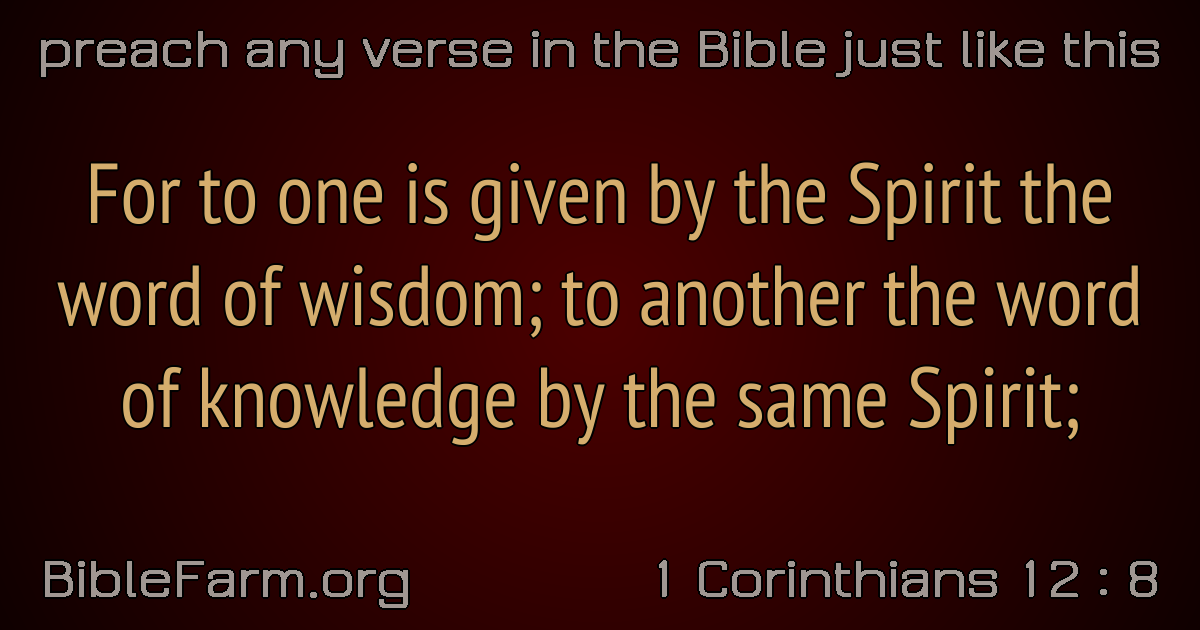 preach any verse in the Bible just like this
For to one is given by the Spirit the
word of wisdom; to another the word
of knowledge by the same Spirit;
BibleFarm.org
1 Corinthians 12 : 8